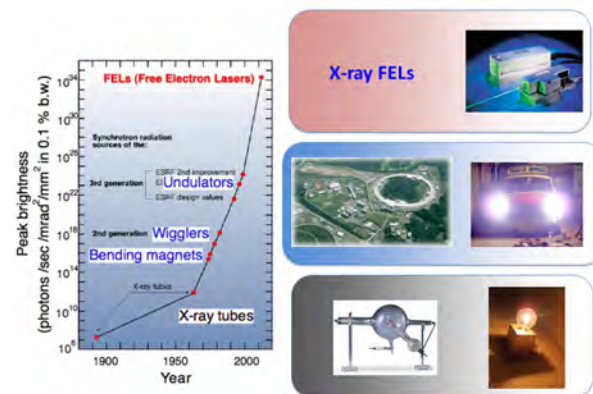 Peak brightness
(photons /sec /mrad²/mm² in 0.1 % b.w.)
10³⁴
10³⁰
10²⁶
10²²
10¹⁸
10¹⁴
10¹⁰
10⁶
FELs (Free Electron Lasers)
Synchrotron radiation
sources of the:
3rd generation
ESRF 2nd improvement
Undulators
ESRF design values
2nd generation
Wigglers
Bending magnets
X-ray tubes
X-ray tubes
1900
1960
2000
Year
X-ray FELs